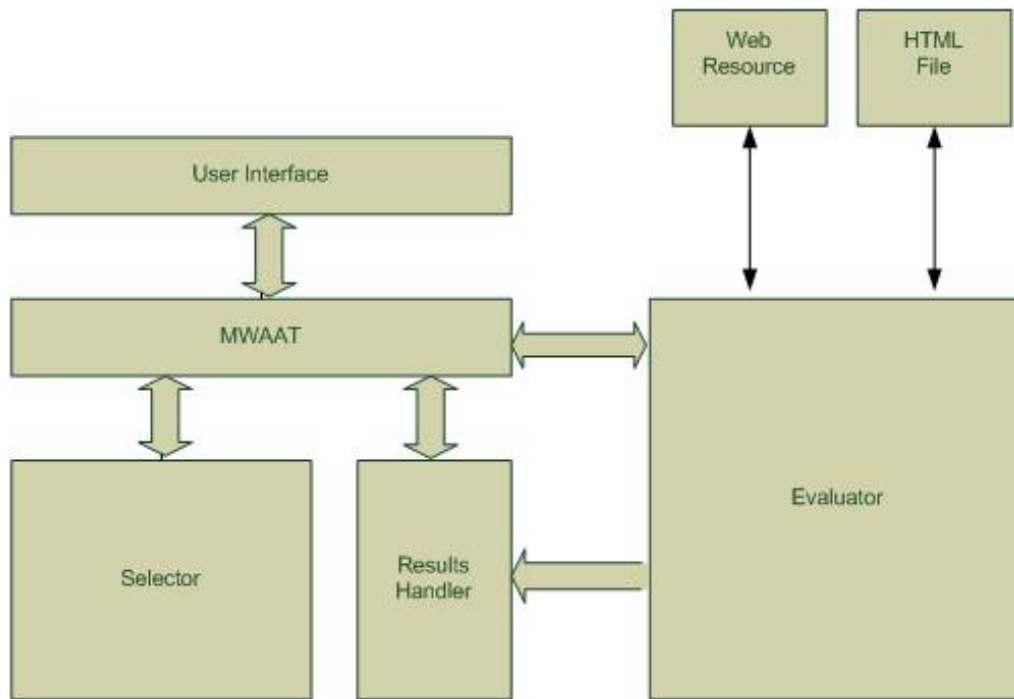 Web
Resource
HTML
File
User Interface
MWAAT
Evaluator
Selector
Results
Handler